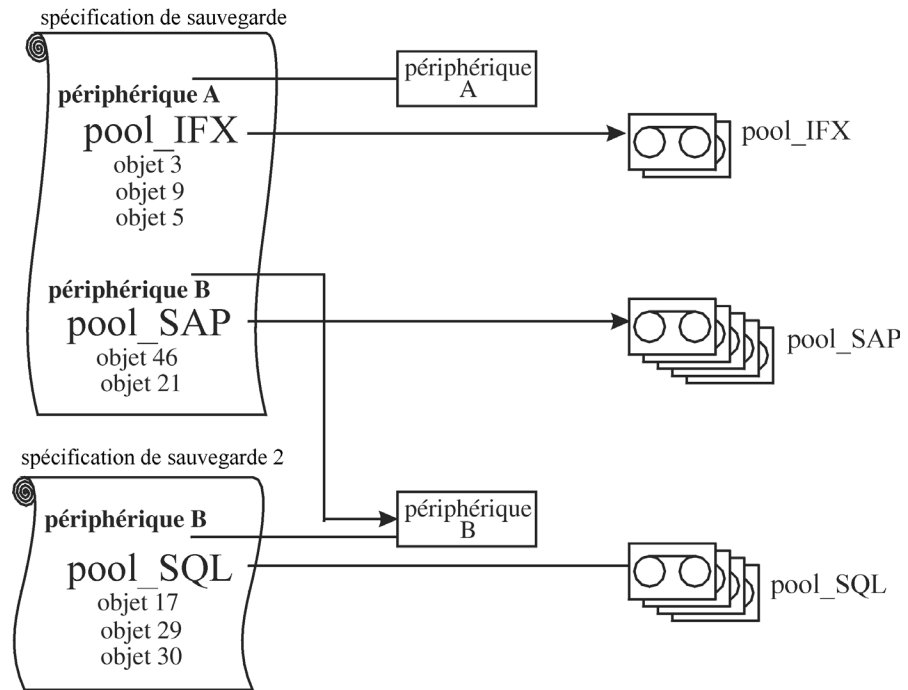 spécification de sauvegarde
périphérique A
pool_IFX
objet 3
objet 9
objet 5
périphérique B
pool_SAP
objet 46
objet 21
périphérique
A
pool_IFX
pool_SAP
spécification de sauvegarde 2
périphérique B
pool_SQL
objet 17
objet 29
objet 30
périphérique
B
pool_SQL